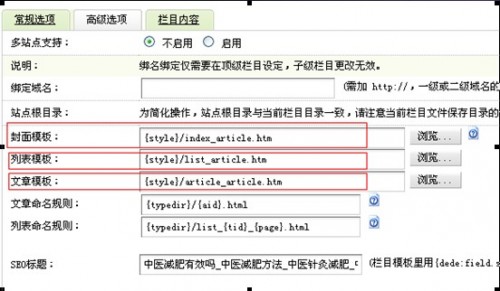 常规选项 高级选项 栏目内容
多站点支持： 不启用 启用
说明： 绑名绑定仅需要在顶级栏目设定，子级栏目更改无效。
绑定域名： (需加 http://，一级或二级域名的
站点根目录： 为简化操作，站点根目录与当前栏目目录一致，请注意当前栏目文件保存目录的
封面模板： {style}/index_article.htm 浏览...
列表模板： {style}/list_article.htm 浏览...
文章模板： {style}/article_article.htm 浏览...
文章命名规则： {typedir}/{aid}.html
列表命名规则： {typedir}/list_{tid}_{page}.html
SEO标题： 中医减肥有效吗_中医减肥方法_中医针灸减肥_ (栏目模板里用{dede:field.s